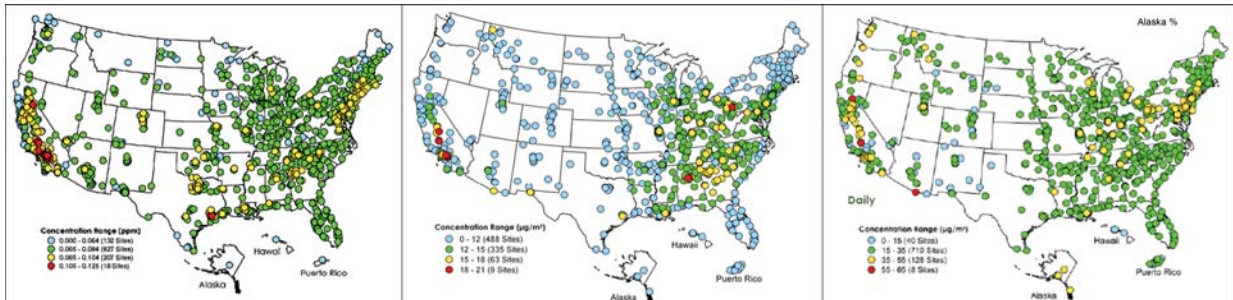 Concentration Range (ppm)
0.000 - 0.064 (132 Sites)
0.065 - 0.084 (827 Sites)
0.085 - 0.104 (207 Sites)
0.105 - 0.125 (18 Sites)
Hawaii
Alaska
Puerto Rico
Concentration Range (µg/m³)
0 - 12 (488 Sites)
12 - 15 (335 Sites)
15 - 18 (63 Sites)
18 - 21 (9 Sites)
Hawaii
Alaska
Puerto Rico
Alaska %
Daily
Concentration Range (µg/m³)
0 - 15 (40 Sites)
15 - 35 (710 Sites)
35 - 55 (128 Sites)
55 - 65 (8 Sites)
Hawaii
Alaska
Puerto Rico